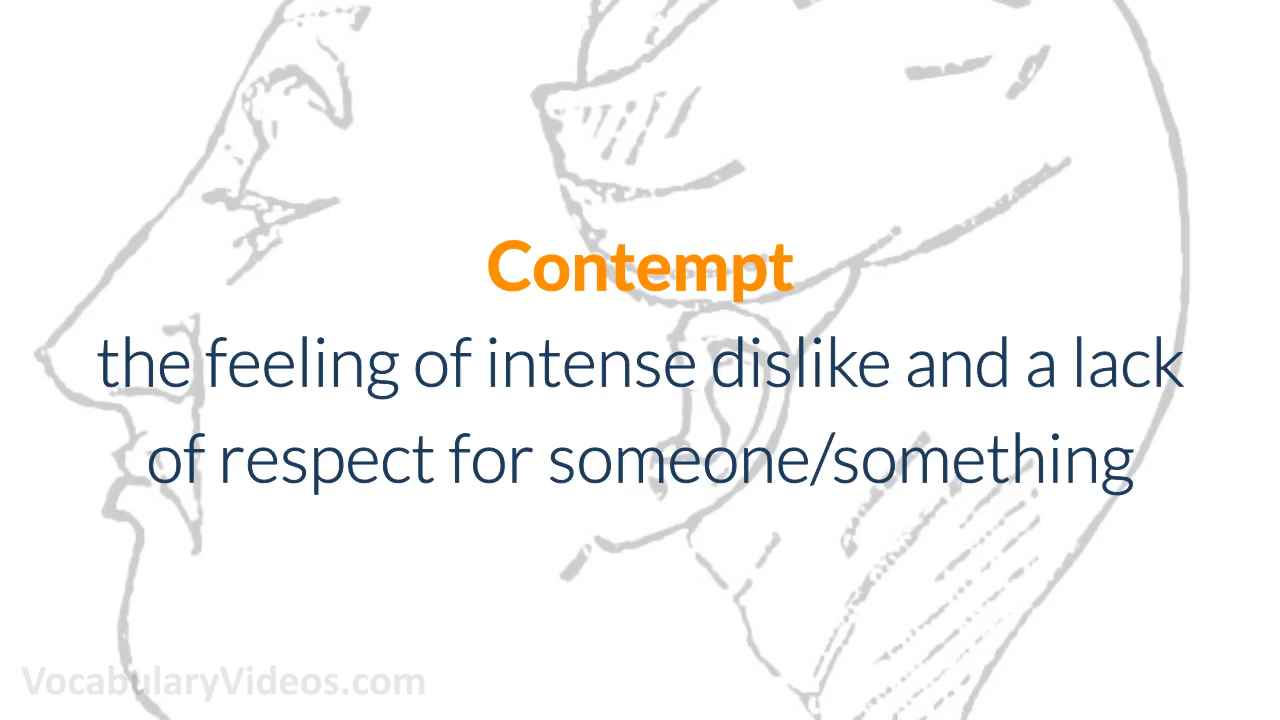 Contempt
the feeling of intense dislike and a lack
of respect for someone/something
VocabularyVideos.com